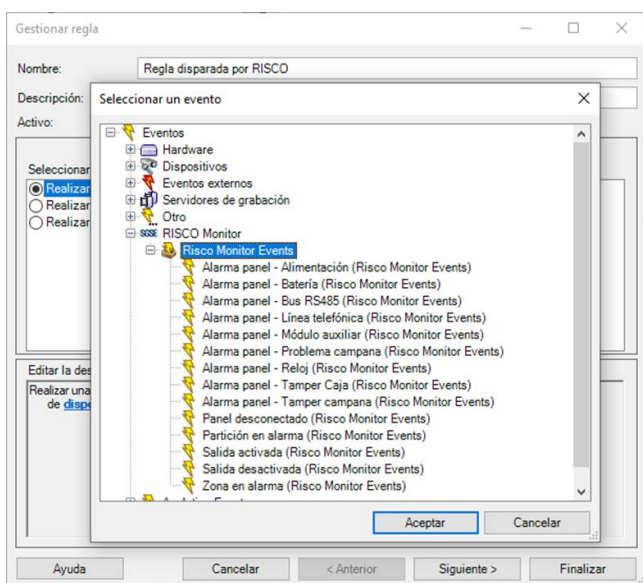 Gestionar regla
Nombre: Regla disparada por RISCO
Descripción:
Activo:
Seleccionar un evento
Seleccionar
Realizar
Realizar
Realizar
Eventos
Hardware
Dispositivos
Eventos externos
Servidores de grabación
Otro
SGSE RISCO Monitor
Risco Monitor Events
Alarma panel - Alimentación (Risco Monitor Events)
Alarma panel - Batería (Risco Monitor Events)
Alarma panel - Bus RS485 (Risco Monitor Events)
Alarma panel - Línea telefónica (Risco Monitor Events)
Alarma panel - Módulo auxiliar (Risco Monitor Events)
Alarma panel - Problema campana (Risco Monitor Events)
Alarma panel - Reloj (Risco Monitor Events)
Alarma panel - Tamper Caja (Risco Monitor Events)
Alarma panel - Tamper campana (Risco Monitor Events)
Panel desconectado (Risco Monitor Events)
Partición en alarma (Risco Monitor Events)
Salida activada (Risco Monitor Events)
Salida desactivada (Risco Monitor Events)
Zona en alarma (Risco Monitor Events)
Editar la des
Realizar una
de dispo
Aceptar Cancelar
Ayuda Cancelar < Anterior Siguiente > Finalizar